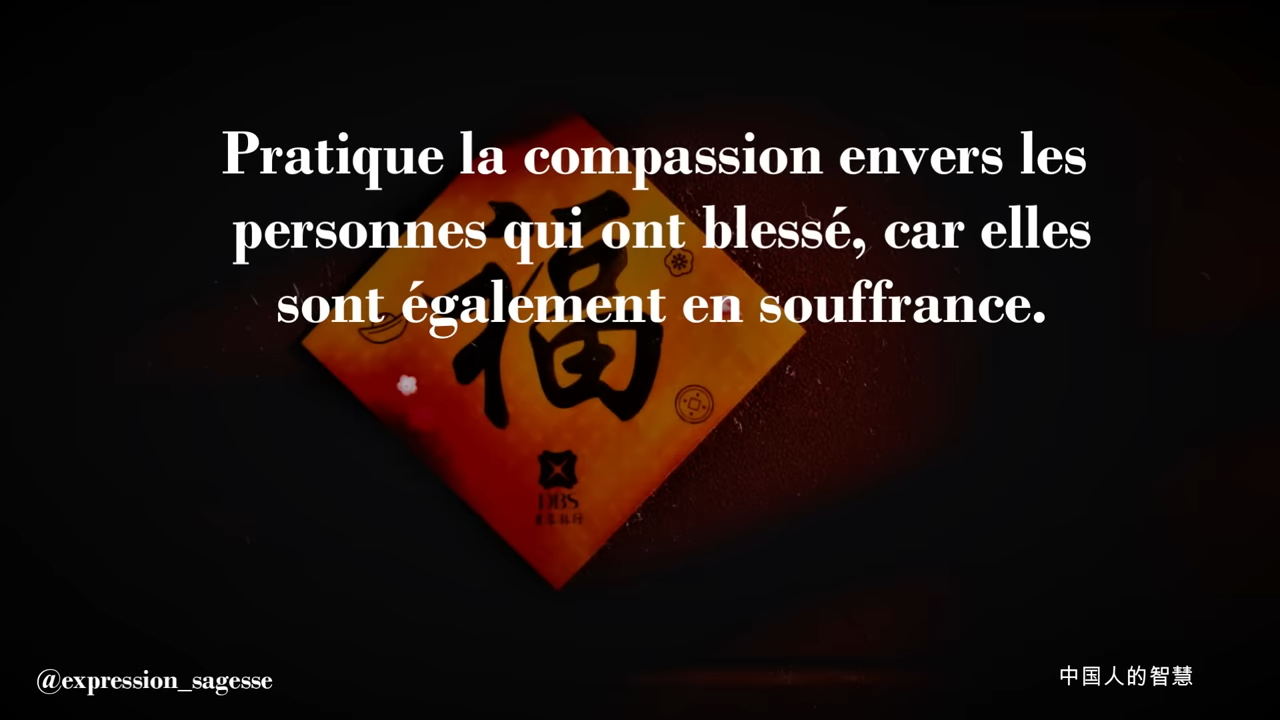 Pratique la compassion envers les
personnes qui ont blessé, car elles
sont également en souffrance.
福
DBS
@expression_sagesse
中国人的智慧